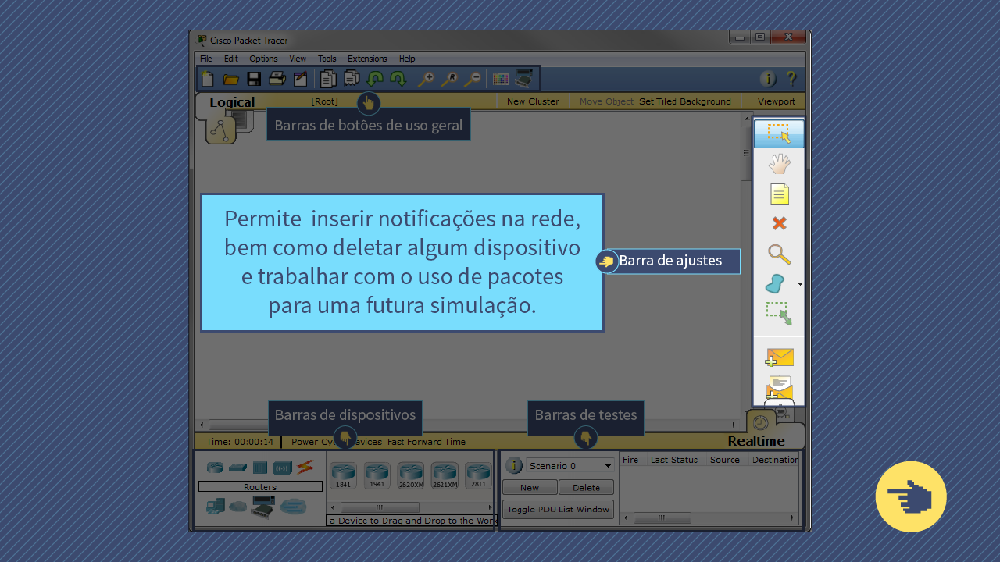 Cisco Packet Tracer
File Edit Options View Tools Extensions Help
Logical [Root] New Cluster Move Object Set Tiled Background Viewport
Barras de botões de uso geral
Permite inserir notificações na rede,
bem como deletar algum dispositivo
e trabalhar com o uso de pacotes
para uma futura simulação.
Barra de ajustes
Barras de dispositivos
Barras de testes
Time: 00:00:14 Power Cy evices Fast Forward Time Realtime
Scenario 0
Fire Last Status Source Destination
Routers
1841 1941 2620XM 2621XM 2811
New Delete
Toggle PDU List Window
a Device to Drag and Drop to the Wor